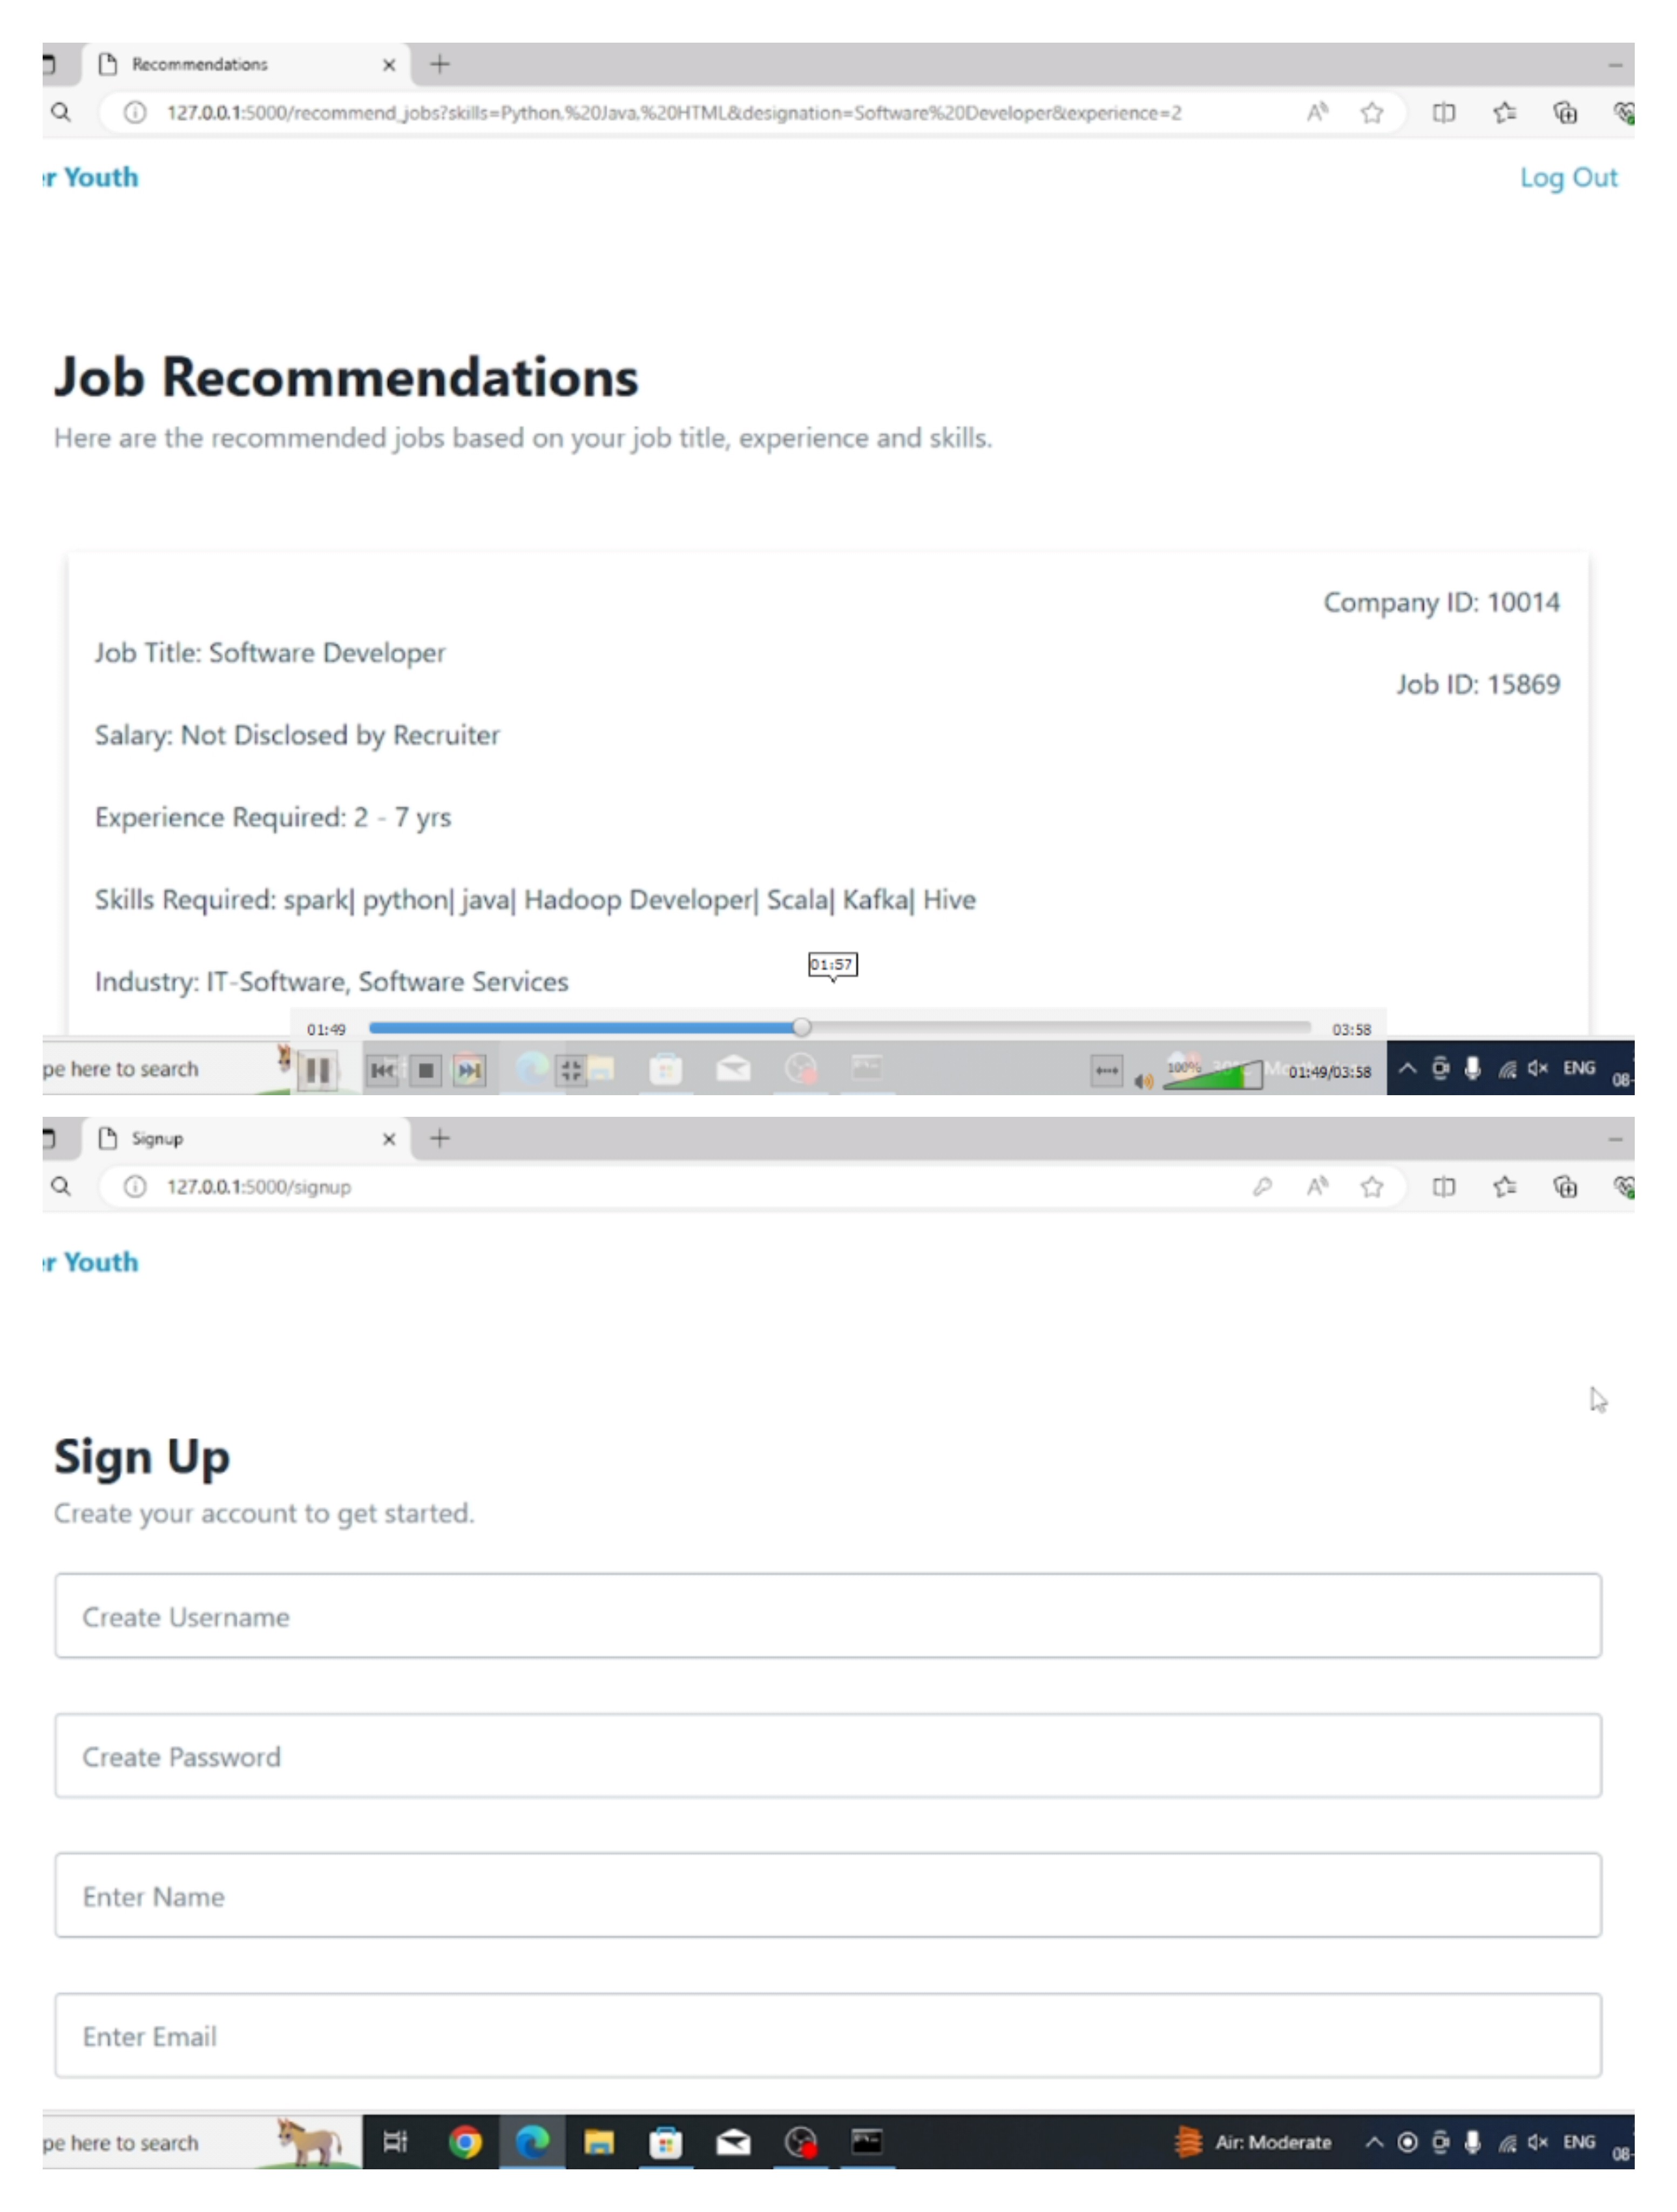 Recommendations
127.0.0.1:5000/recommend_jobs?skills=Python,%20Java,%20HTML&designation=Software%20Developer&experience=2
er Youth
Log Out
Job Recommendations
Here are the recommended jobs based on your job title, experience and skills.
Company ID: 10014
Job Title: Software Developer
Job ID: 15869
Salary: Not Disclosed by Recruiter
Experience Required: 2 - 7 yrs
Skills Required: spark| python| java| Hadoop Developer| Scala| Kafka| Hive
01:57
Industry: IT-Software, Software Services
01:49
03:58
pe here to search
100%
01:49/03:58
ENG
08-
Signup
127.0.0.1:5000/signup
er Youth
Sign Up
Create your account to get started.
Create Username
Create Password
Enter Name
Enter Email
pe here to search
Air: Moderate
ENG
08-